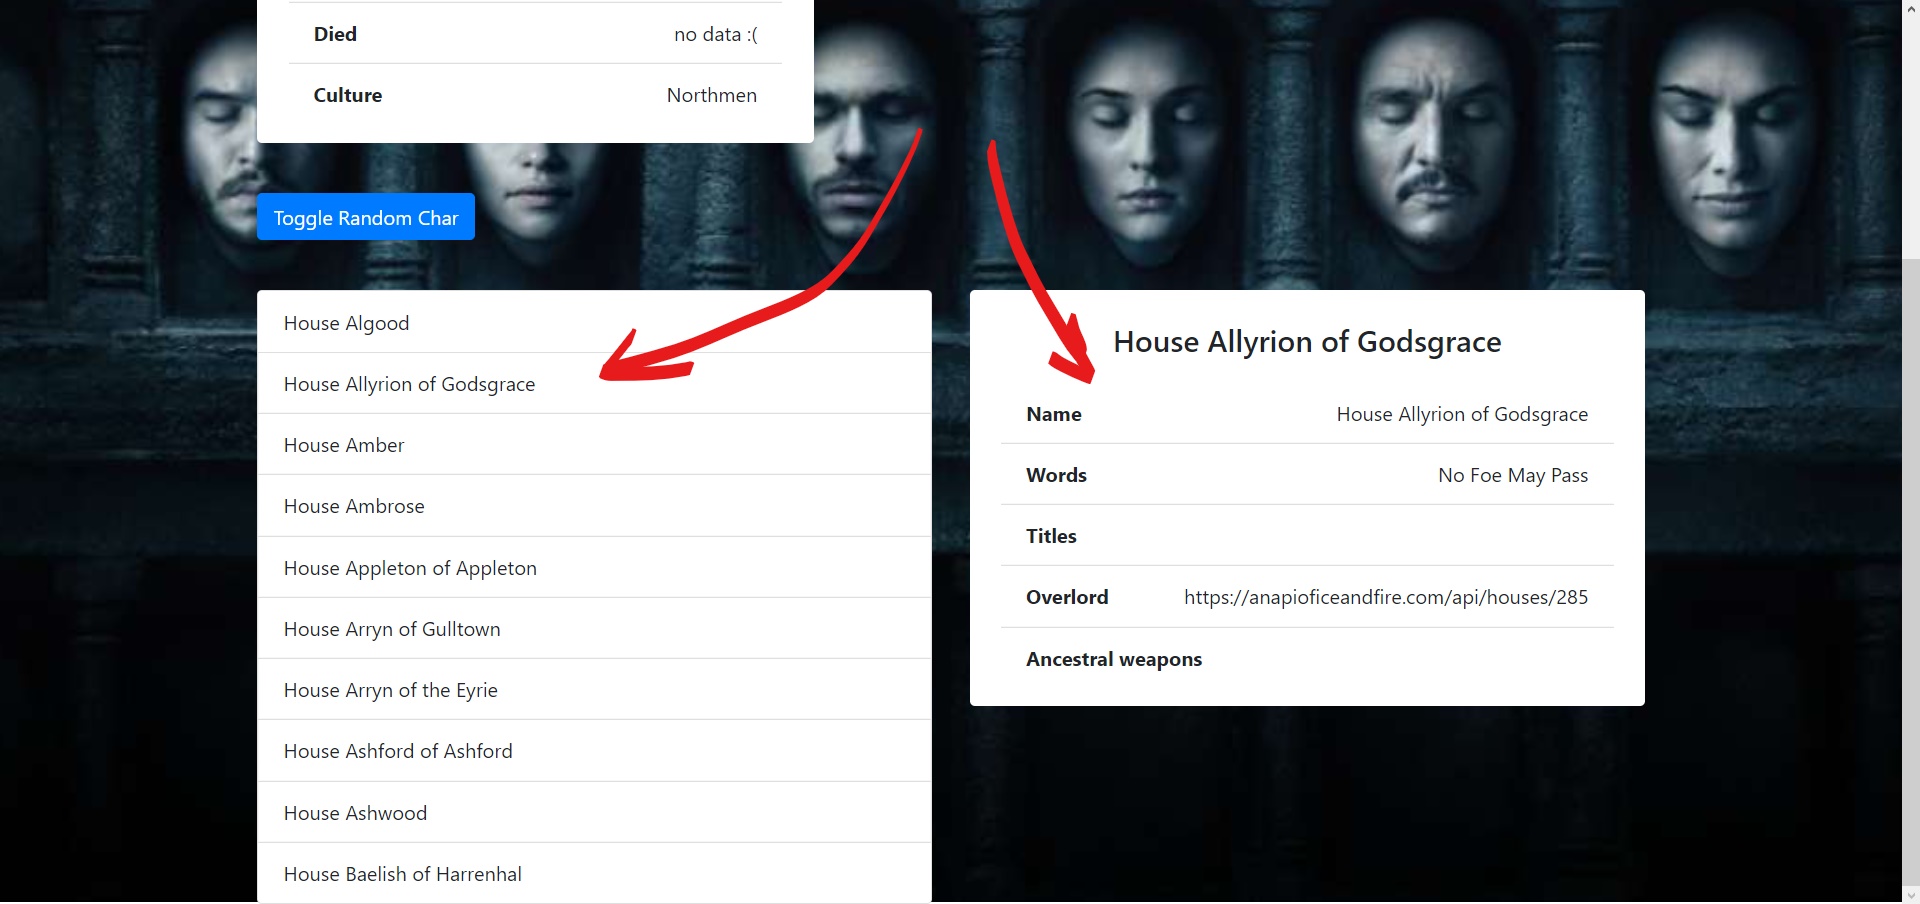 Died no data :(
Culture Northmen
Toggle Random Char
House Algood
House Allyrion of Godsgrace
House Amber
House Ambrose
House Appleton of Appleton
House Arryn of Gulltown
House Arryn of the Eyrie
House Ashford of Ashford
House Ashwood
House Baelish of Harrenhal
House Allyrion of Godsgrace
Name House Allyrion of Godsgrace
Words No Foe May Pass
Titles
Overlord https://anapioficeandfire.com/api/houses/285
Ancestral weapons